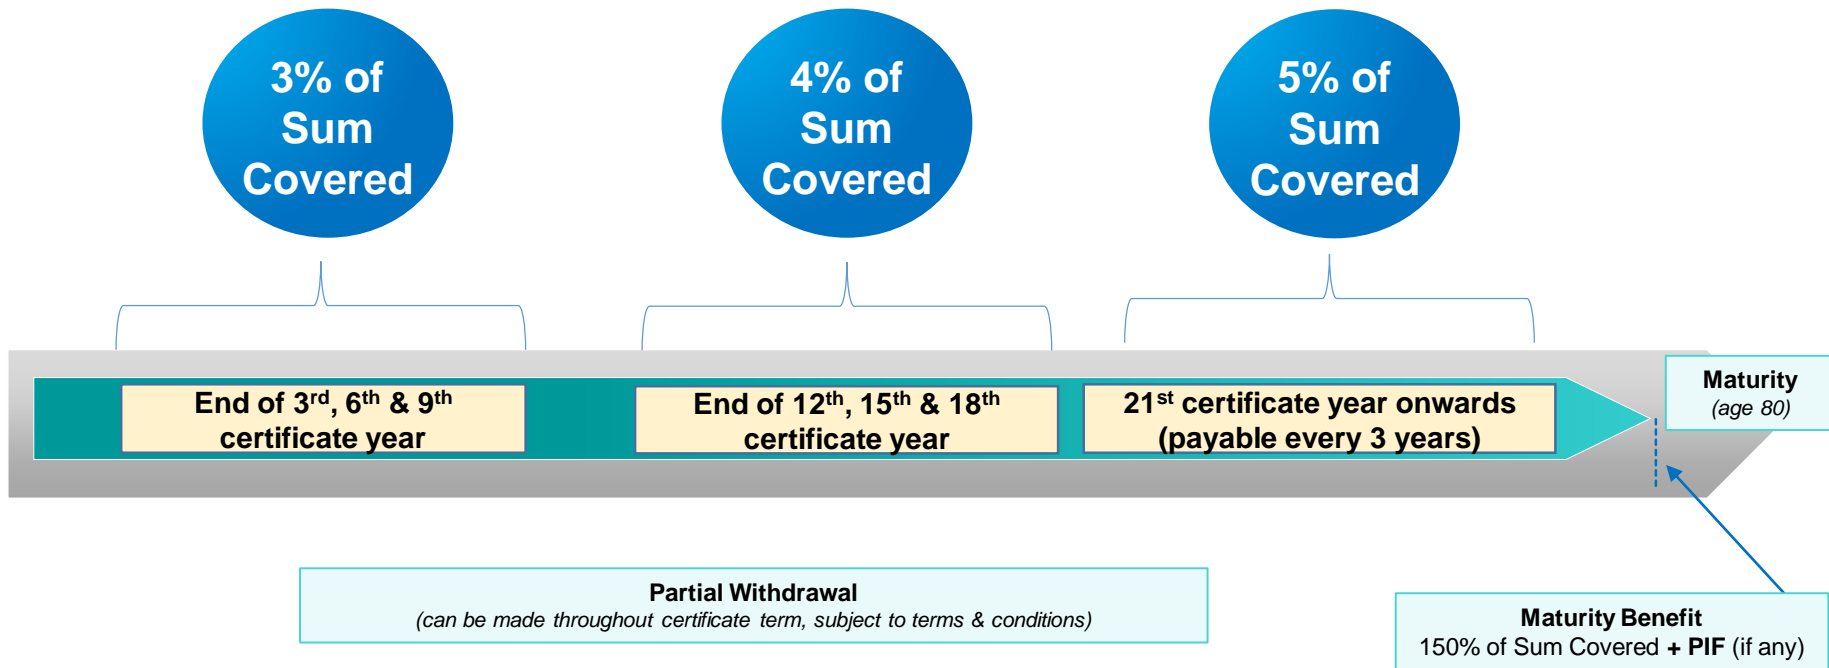 3% of
Sum
Covered
4% of
Sum
Covered
5% of
Sum
Covered
End of 3rd, 6th & 9th
certificate year
End of 12th, 15th & 18th
certificate year
21st certificate year onwards
(payable every 3 years)
Maturity
(age 80)
Partial Withdrawal
(can be made throughout certificate term, subject to terms & conditions)
Maturity Benefit
150% of Sum Covered + PIF (if any)